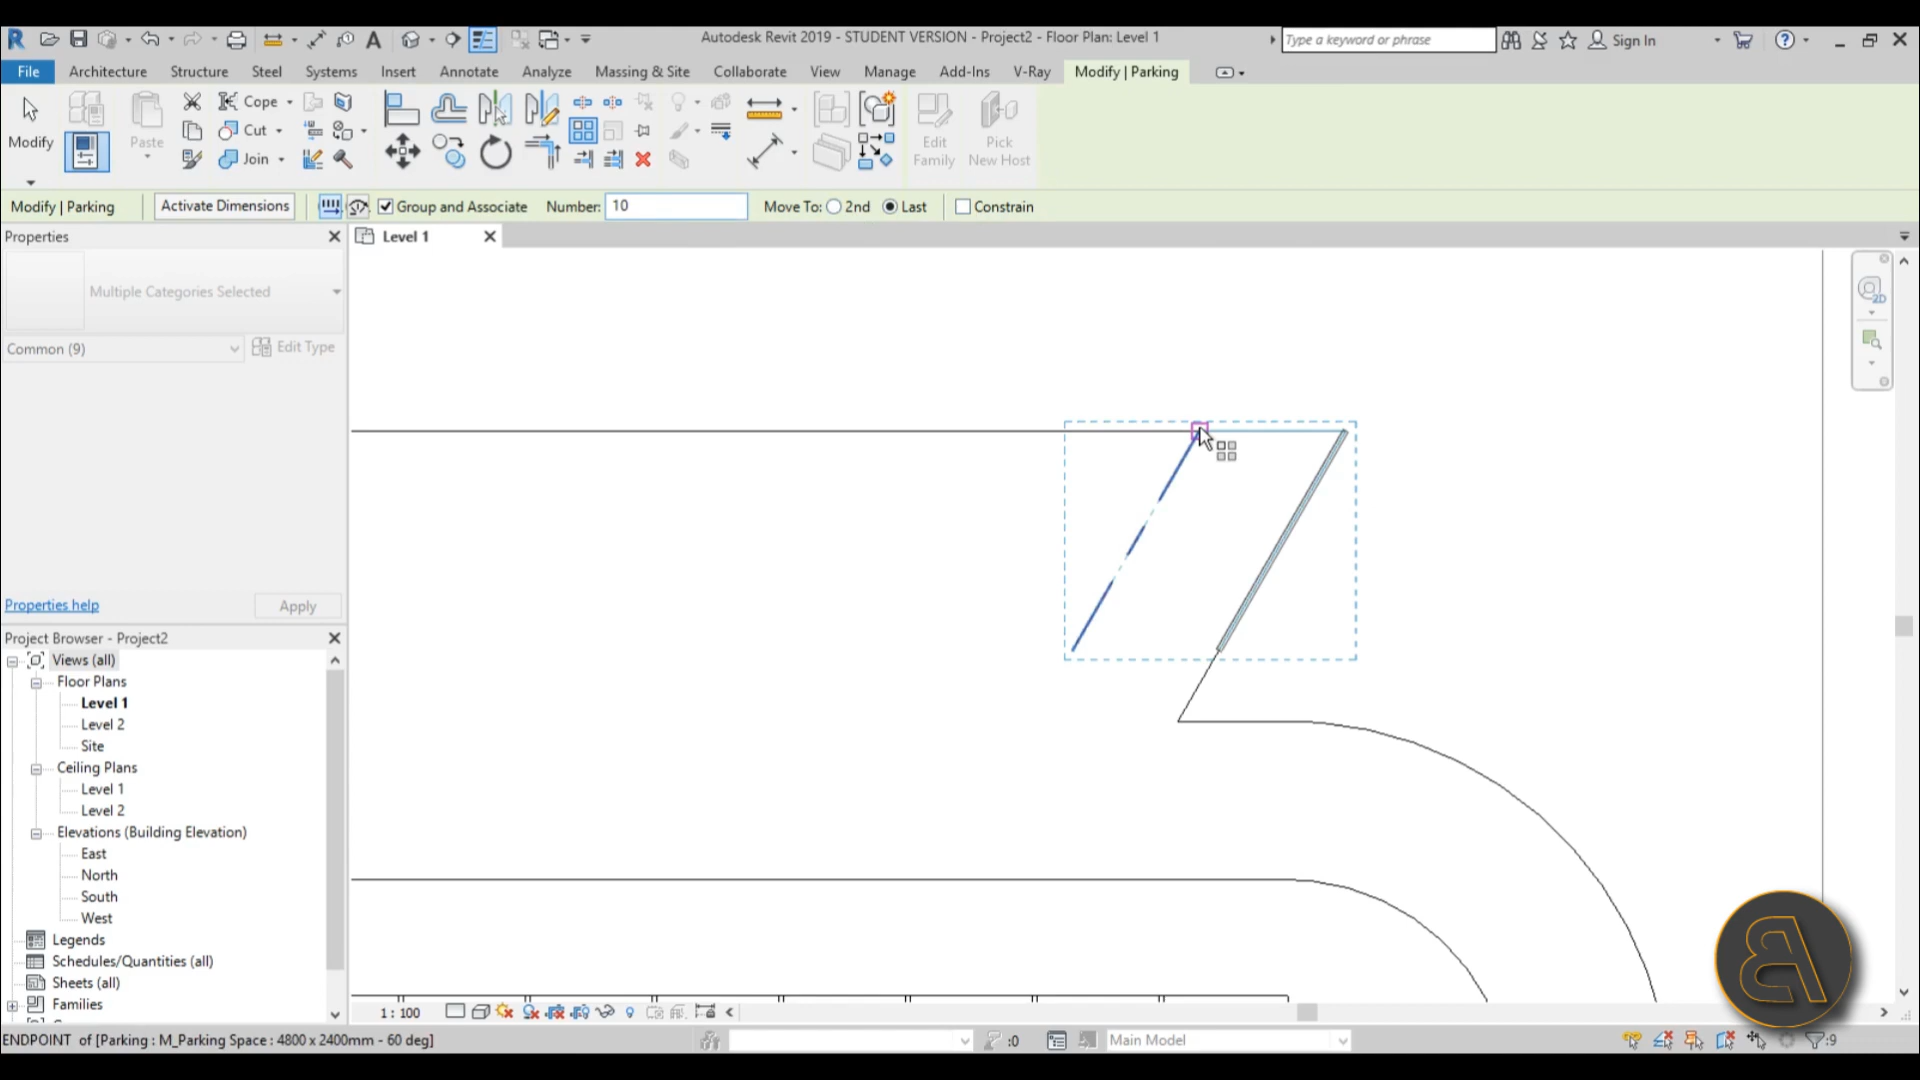 Autodesk Revit 2019 - STUDENT VERSION - Project2 - Floor Plan: Level 1
Type a keyword or phrase
Sign In
File Architecture Structure Steel Systems Insert Annotate Analyze Massing & Site Collaborate View Manage Add-Ins V-Ray Modify | Parking
Modify
Paste
Cope
Cut
Join
Edit Family
Pick New Host
Modify | Parking Activate Dimensions Group and Associate Number: 10 Move To: 2nd Last Constrain
Properties
Level 1
Multiple Categories Selected
Common (9) Edit Type
2D
Properties help Apply
Project Browser - Project2
Views (all)
Floor Plans
Level 1
Level 2
Site
Ceiling Plans
Level 1
Level 2
Elevations (Building Elevation)
East
North
South
West
Legends
Schedules/Quantities (all)
Sheets (all)
Families
1 : 100
ENDPOINT of [Parking : M_Parking Space : 4800 x 2400mm - 60 deg]
:0
Main Model
:9